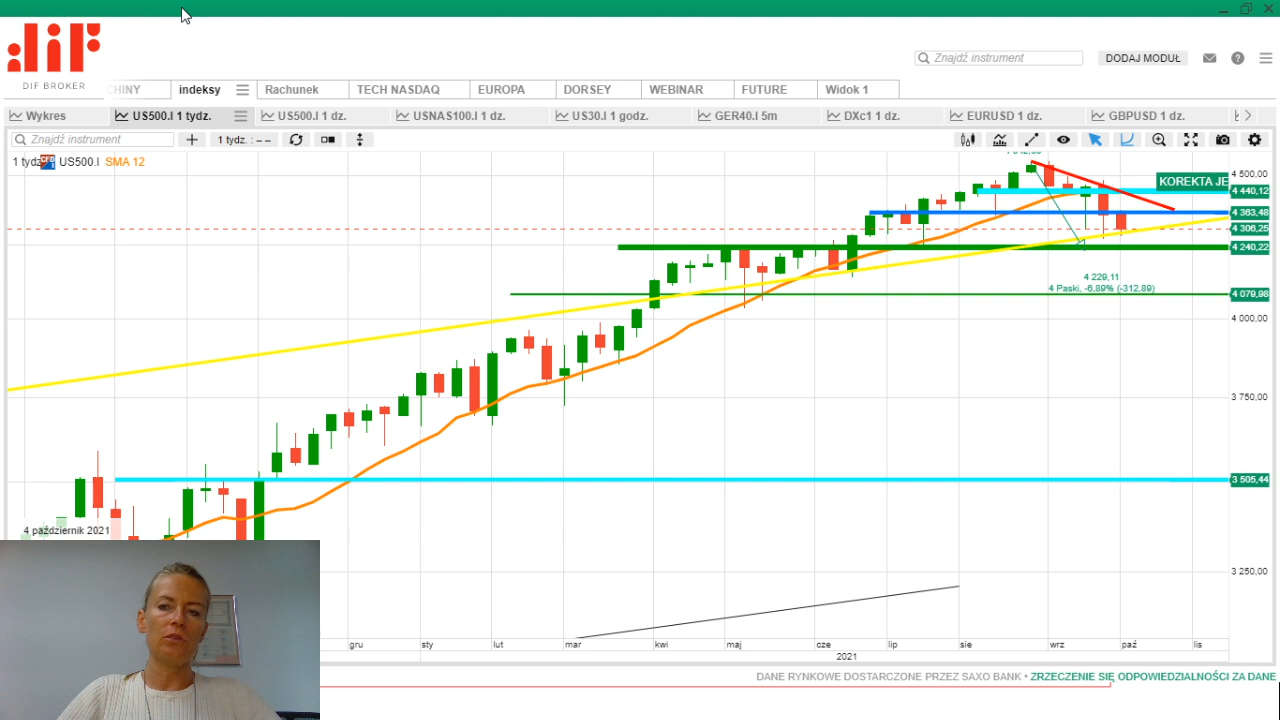 dif
DIF BROKER
Znajdź instrument
DODAJ MODUŁ
CHINY
indeksy
Rachunek
TECH NASDAQ
EUROPA
DORSEY
WEBINAR
FUTURE
Widok 1
Wykres
US500.I 1 tydz.
US500.I 1 dz.
USNAS100.I 1 dz.
US30.I 1 godz.
GER40.I 5m
DXc1 1 dz.
EURUSD 1 dz.
GBPUSD 1 dz.
Znajdź instrument
1 tydz. : – –
1 tydz
US500.I
SMA 12
KOREKTA JE
4 500,00
4 440,12
4 363,48
4 306,25
4 240,22
4 229,11
4 Paski, -6,89% (-312,89)
4 079,98
4 000,00
3 750,00
3 505,44
4 październik 2021
3 250,00
gru
sty
lut
mar
kwi
maj
cze
lip
sie
wrz
paź
lis
2021
DANE RYNKOWE DOSTARCZONE PRZEZ SAXO BANK • ZRZECZENIE SIĘ ODPOWIEDZIALNOŚCI ZA DANE